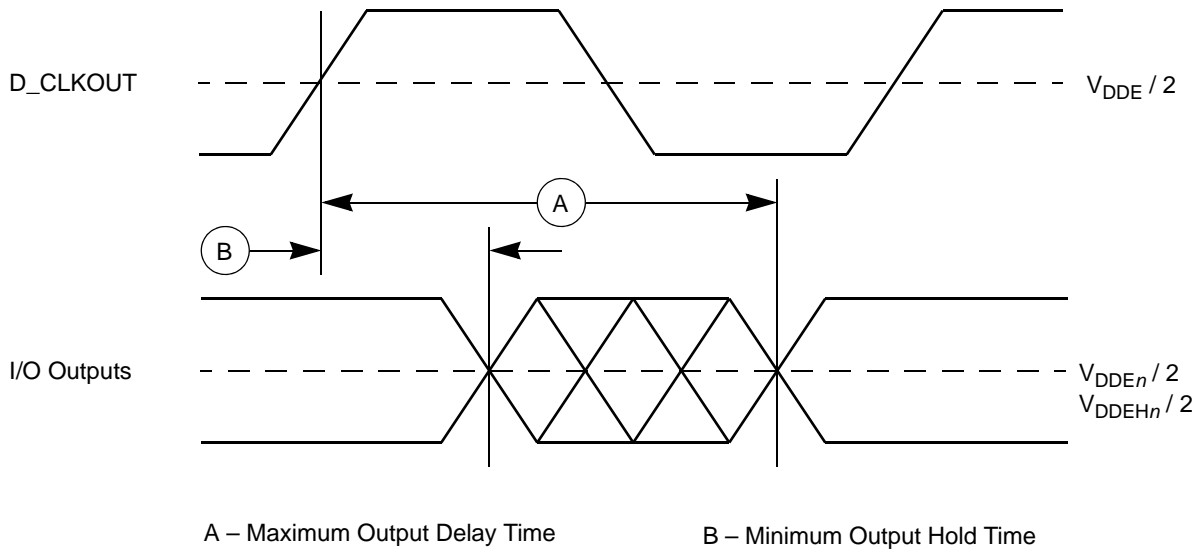 D_CLKOUT
V_DDE / 2
A
B
I/O Outputs
V_DDEn / 2
V_DDEHn / 2
A – Maximum Output Delay Time
B – Minimum Output Hold Time